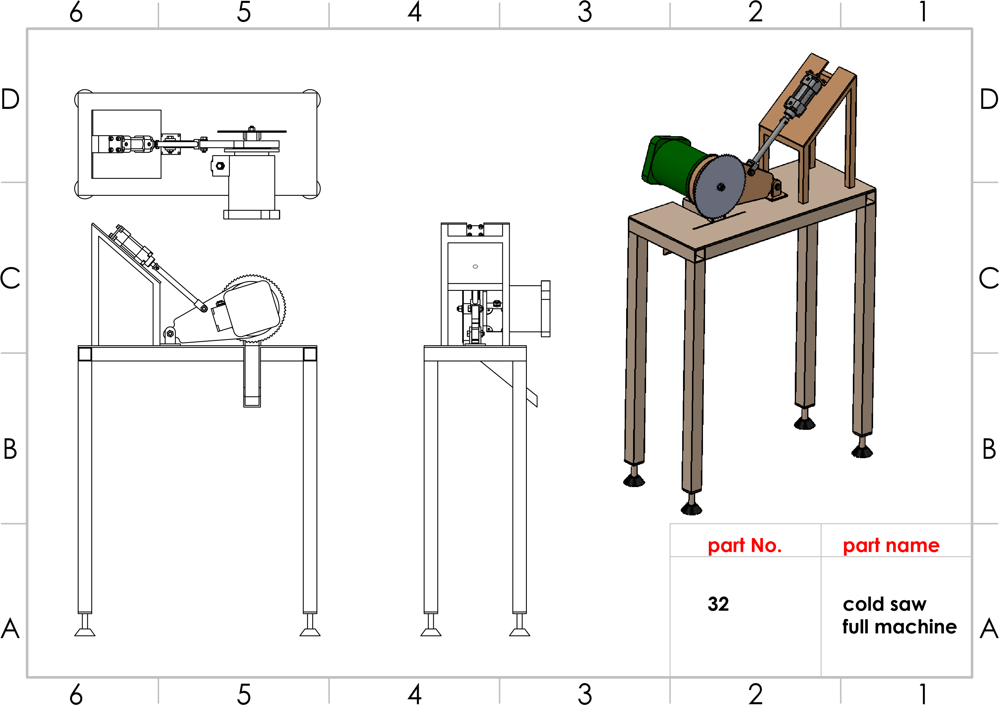 6 5 4 3 2 1
D D
C C
B B
part No. part name
32 cold saw
full machine
A A
6 5 4 3 2 1